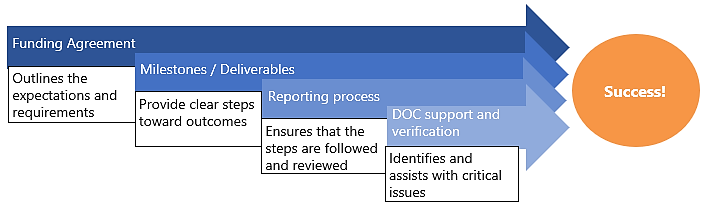 Funding Agreement
Outlines the
expectations and
requirements
Milestones / Deliverables
Provide clear steps
toward outcomes
Reporting process
Ensures that the
steps are followed
and reviewed
DOC support and
verification
Identifies and
assists with critical
issues
Success!